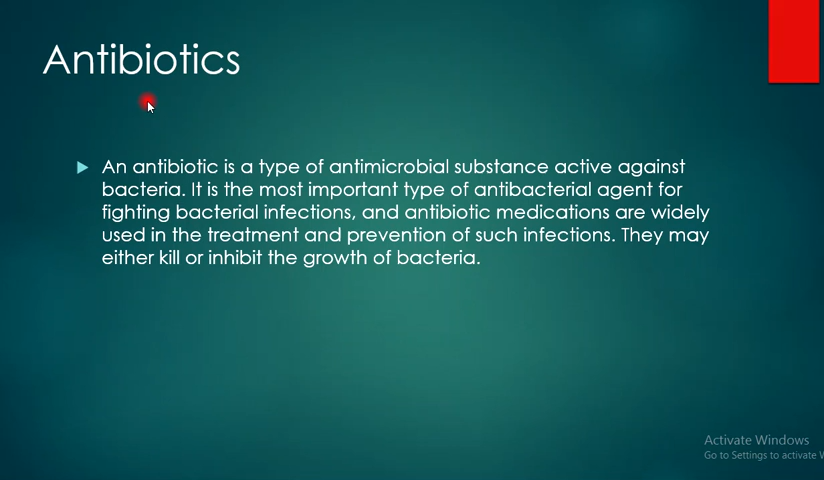 Antibiotics
An antibiotic is a type of antimicrobial substance active against
bacteria. It is the most important type of antibacterial agent for
fighting bacterial infections, and antibiotic medications are widely
used in the treatment and prevention of such infections. They may
either kill or inhibit the growth of bacteria.
Activate Windows
Go to Settings to activate W